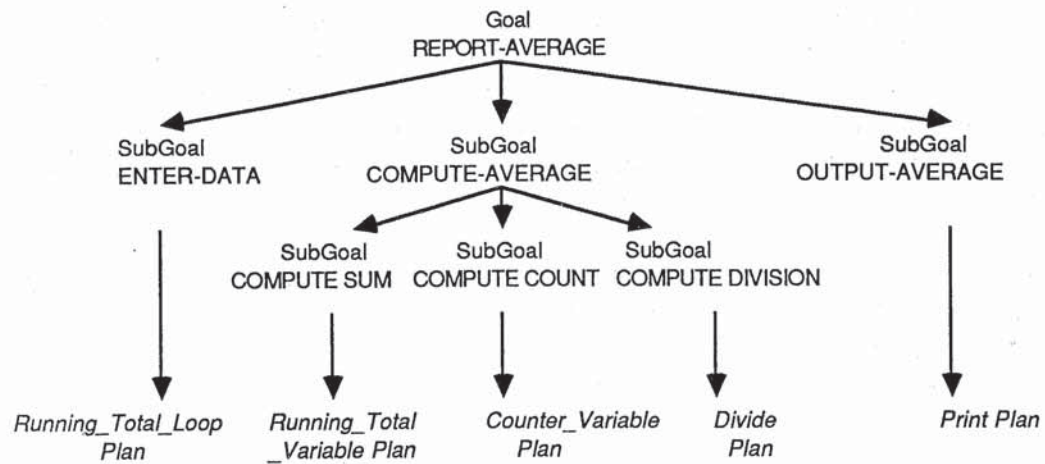 Goal
REPORT-AVERAGE
SubGoal
ENTER-DATA
SubGoal
COMPUTE-AVERAGE
SubGoal
OUTPUT-AVERAGE
SubGoal
COMPUTE SUM
SubGoal
COMPUTE COUNT
SubGoal
COMPUTE DIVISION
Running_Total_Loop
Plan
Running_Total
_Variable Plan
Counter_Variable
Plan
Divide
Plan
Print Plan